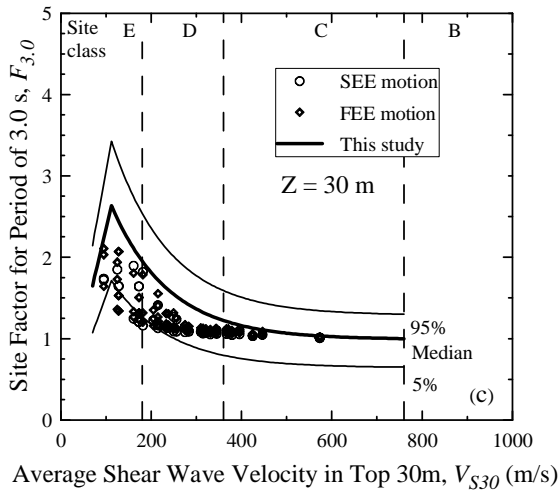 Site class
E
D
C
B
SEE motion
FEE motion
This study
Z = 30 m
95%
Median
5%
(c)
5
4
3
2
1
0
0
200
400
600
800
1000
Site Factor for Period of 3.0 s, F3.0
Average Shear Wave Velocity in Top 30m, VS30 (m/s)